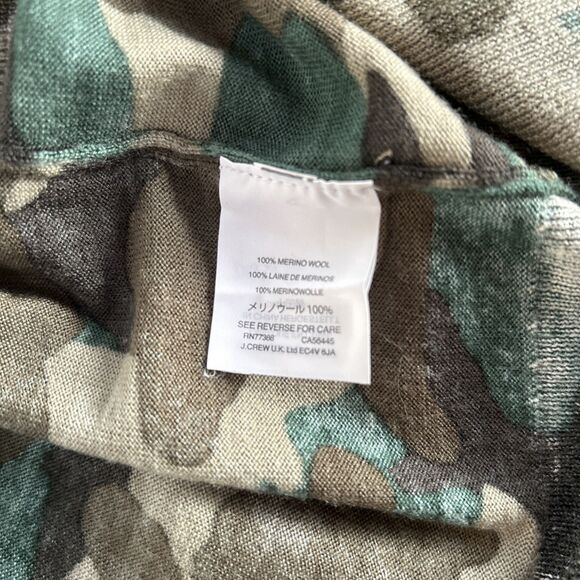 100% MERINO WOOL
100% LAINE DE MERINOS
100% MERINOWOLLE
メリノウール 100%
SEE REVERSE FOR CARE
RN77388 CA56445
J.CREW U.K. Ltd EC4V 6JA